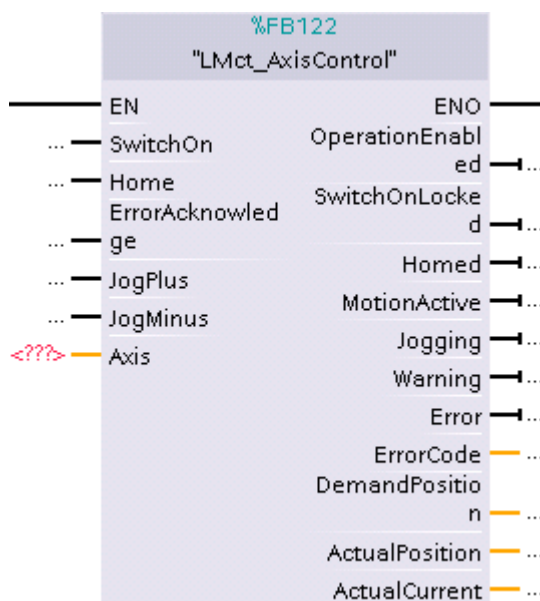 %FB122
"LMct_AxisControl"
EN
ENO
... SwitchOn
OperationEnabl
ed ...
... Home
SwitchOnLocke
d ...
ErrorAcknowled
... ge
Homed ...
... JogPlus
MotionActive ...
... JogMinus
Jogging ...
<???> Axis
Warning ...
Error ...
ErrorCode ...
DemandPositio
n ...
ActualPosition ...
ActualCurrent ...